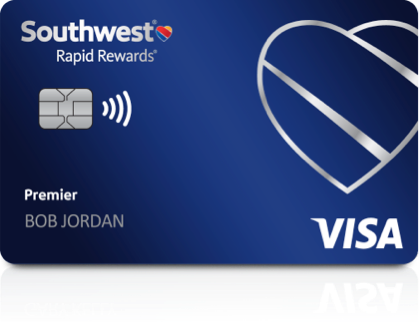 Southwest®
Rapid Rewards®
Premier
BOB JORDAN
VISA